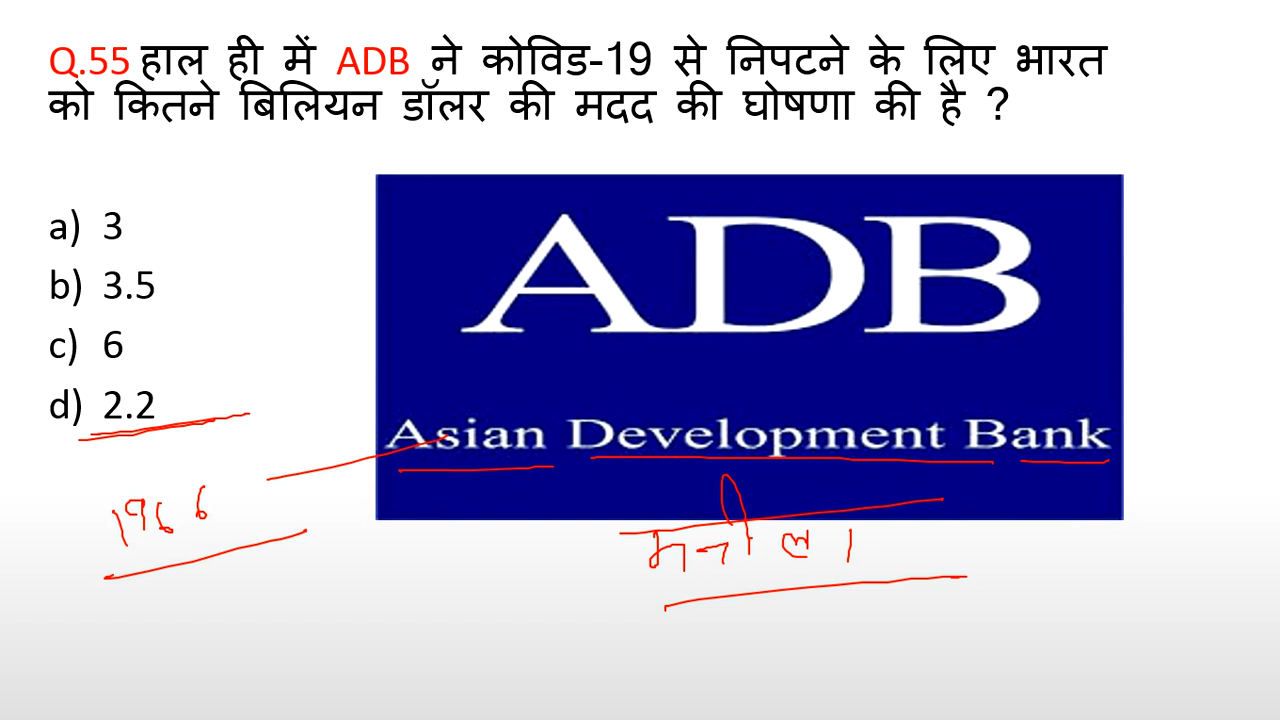 Q.55 हाल ही में ADB ने कोविड-19 से निपटने के लिए भारत
को कितने बिलियन डॉलर की मदद की घोषणा की है ?
a) 3
b) 3.5
c) 6
d) 2.2
ADB
Asian Development Bank
1966
मनीला